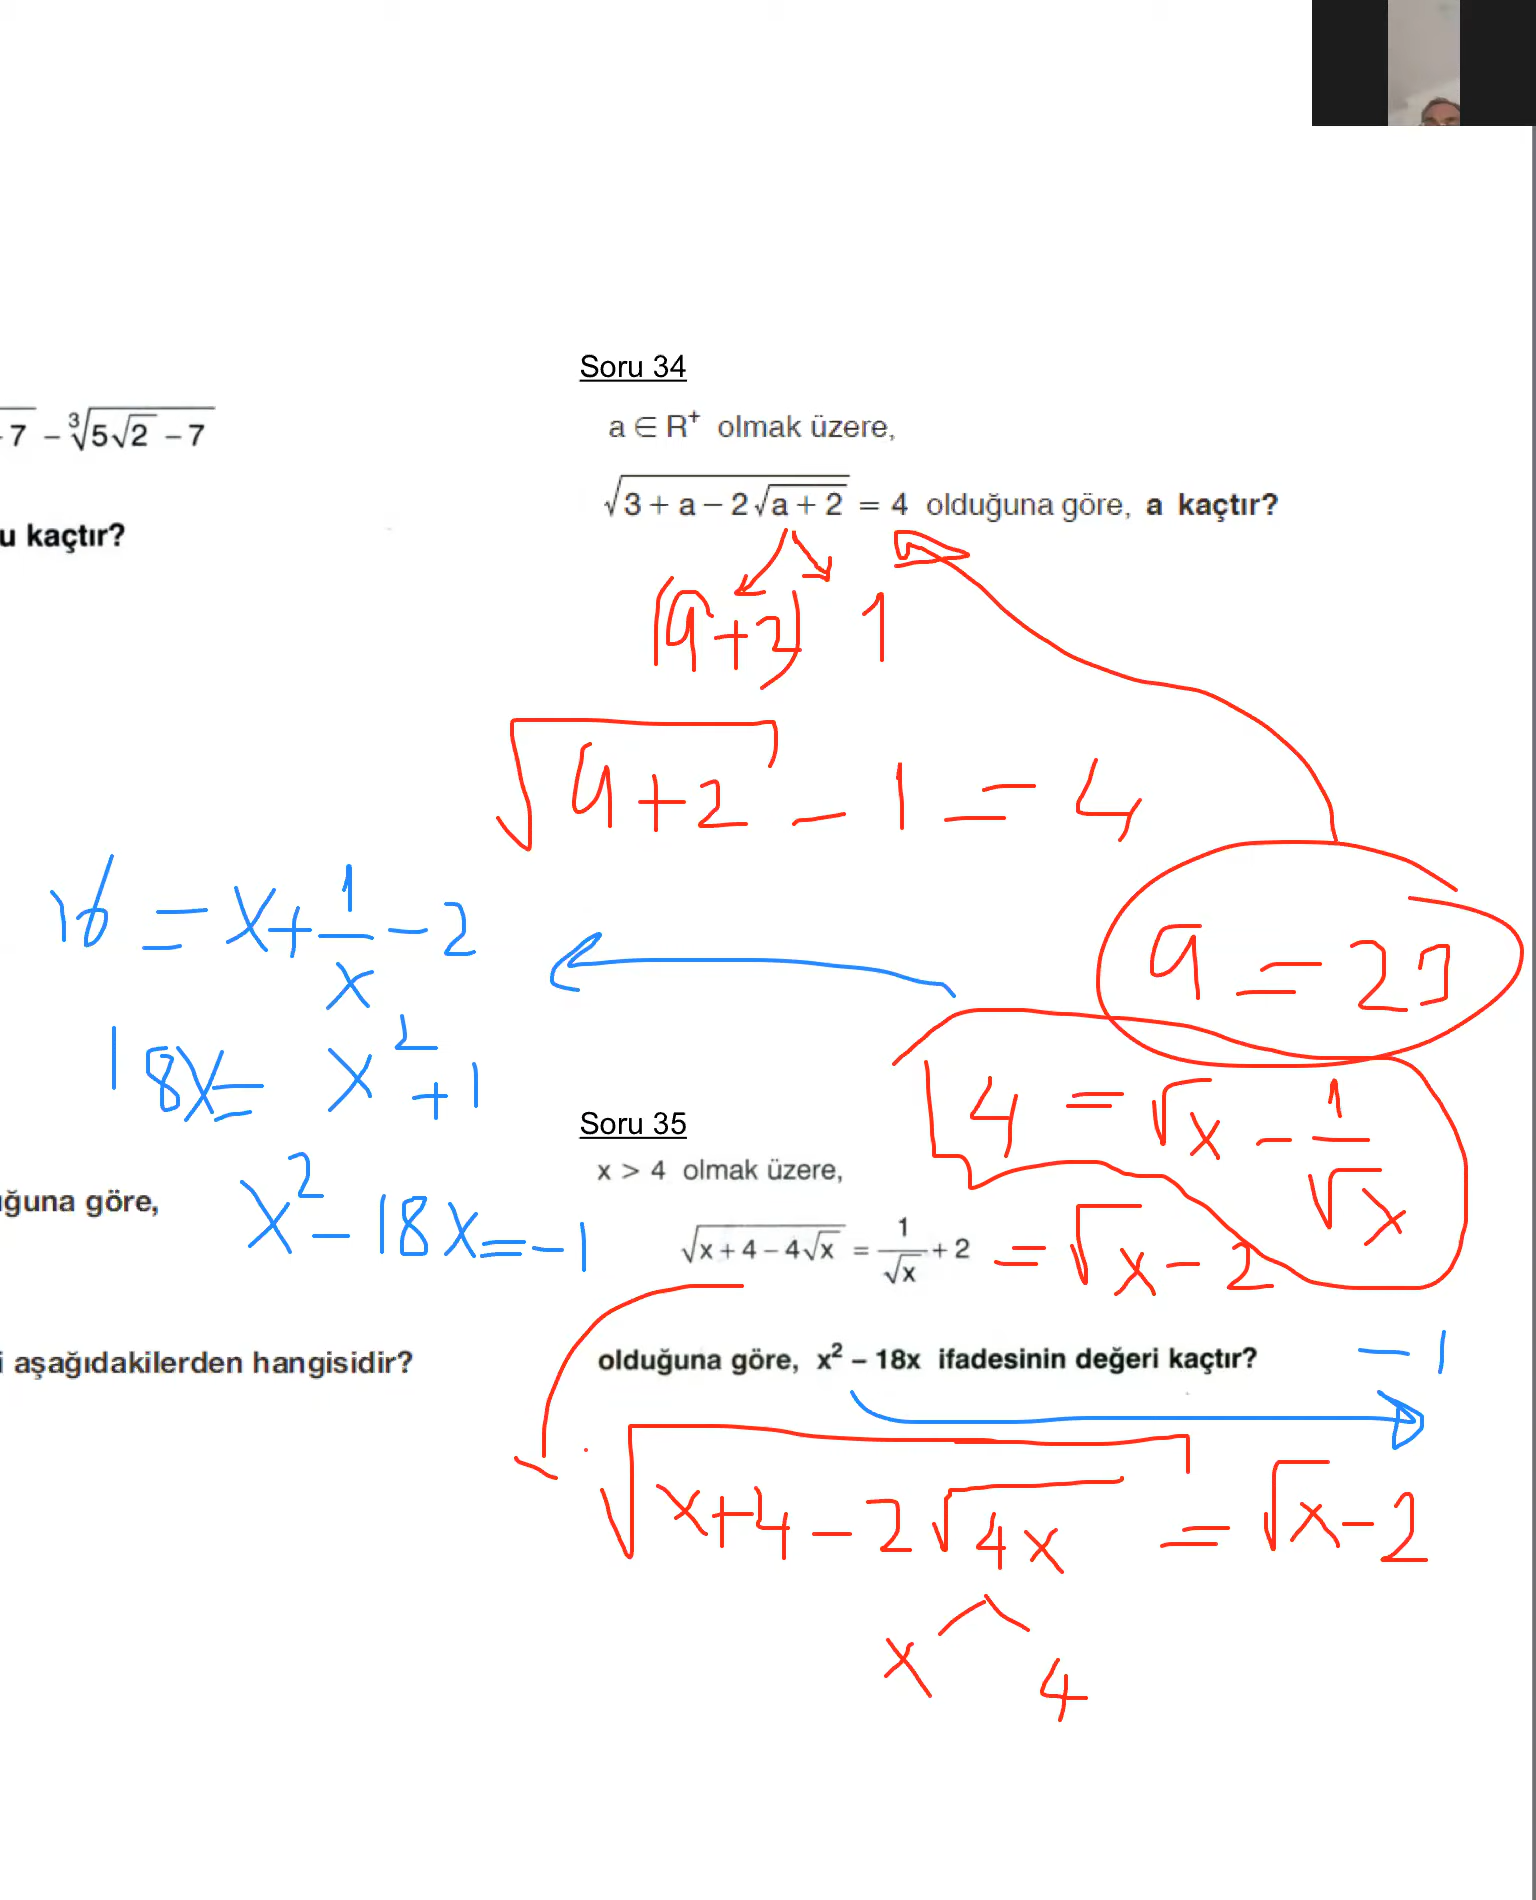 7 − ∛(5√2 − 7)
u kaçtır?
ğuna göre,
i aşağıdakilerden hangisidir?
Soru 34
a ∈ R⁺ olmak üzere,
√(3 + a − 2√(a + 2)) = 4 olduğuna göre, a kaçtır?
(a+2) 1
√(a+2) − 1 = 4
a = 23
Soru 35
x > 4 olmak üzere,
√(x + 4 − 4√x) = 1/√x + 2 = √x − 2
olduğuna göre, x² − 18x ifadesinin değeri kaçtır? −1
√(x+4−2√(4x)) = √x − 2
x 4
4 = √x − 1/√x
16 = x + 1/x − 2
18x = x² + 1
x² − 18x = −1